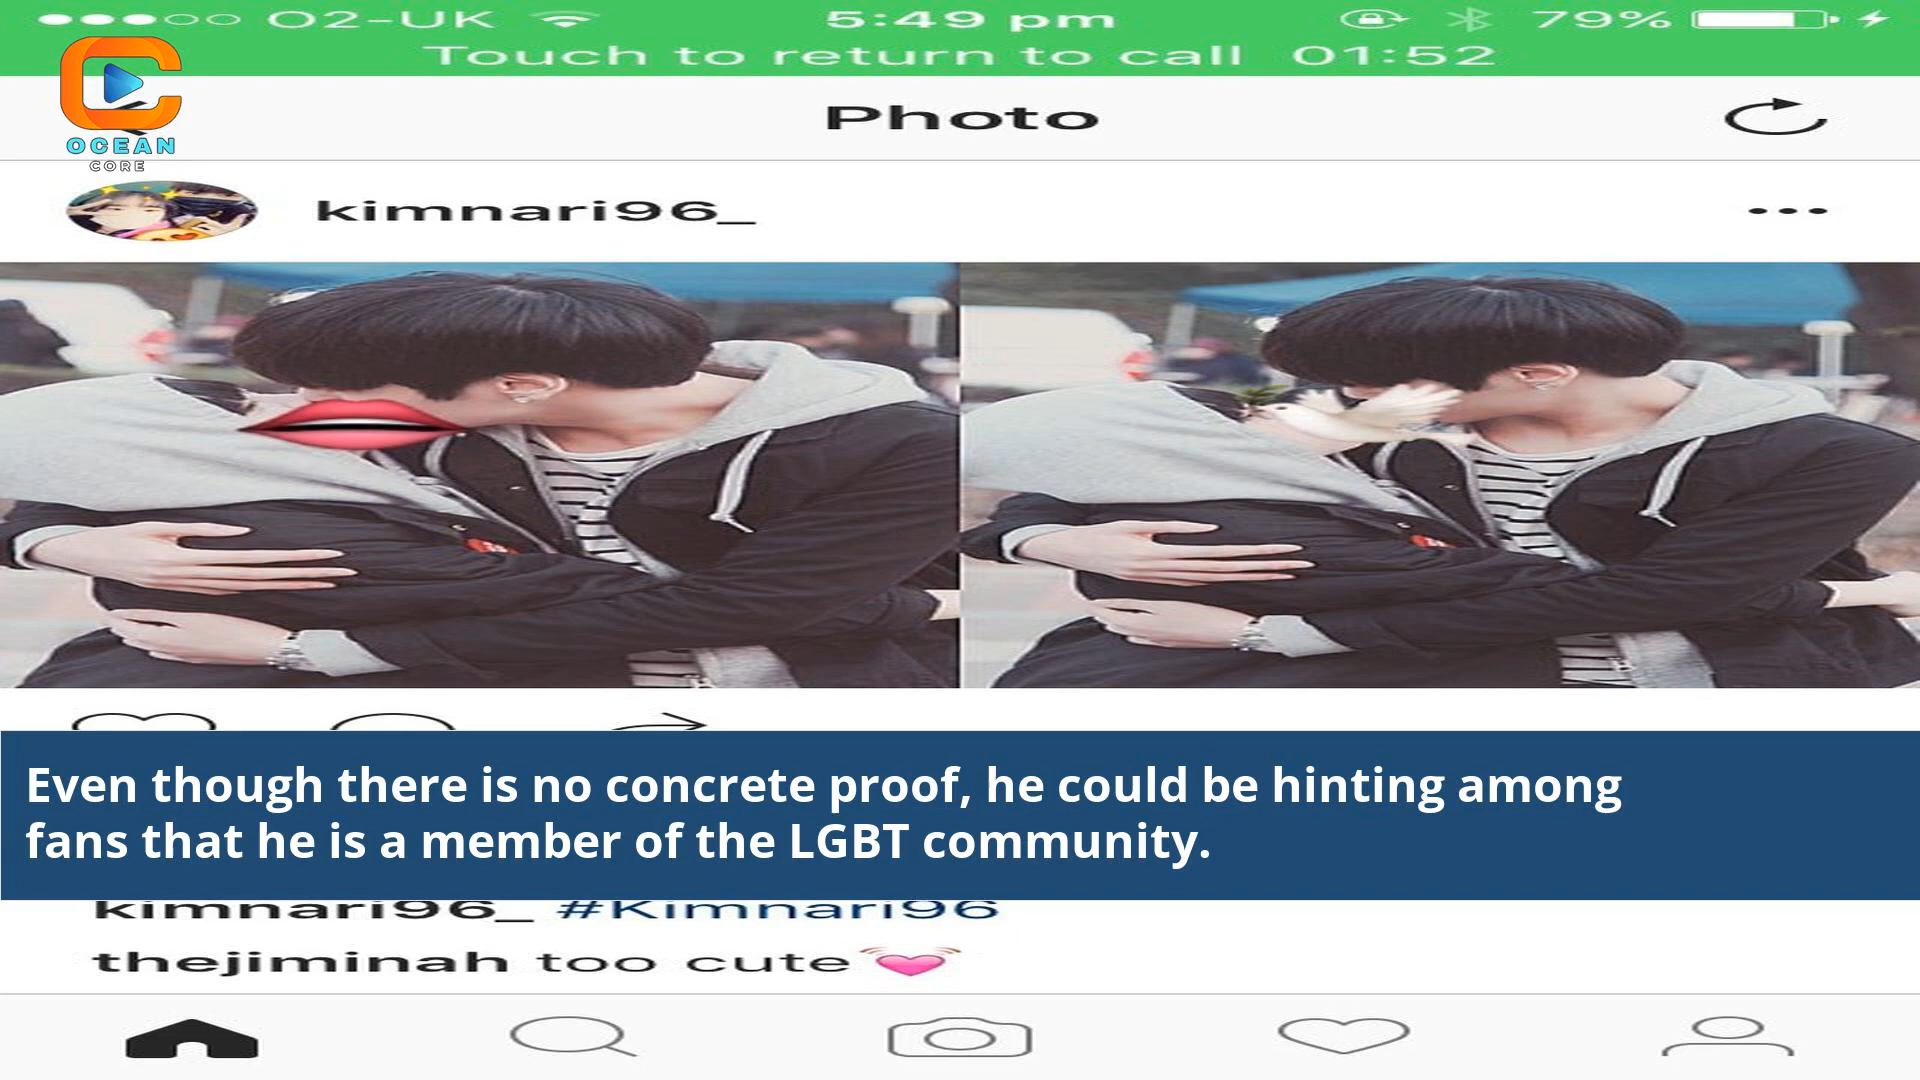 O2-UK 5:49 pm 79%
Touch to return to call 01:52
OCEAN
CORE
Photo
kimnari96_
Even though there is no concrete proof, he could be hinting among
fans that he is a member of the LGBT community.
kimnari96_ #Kimnari96
thejiminah too cute